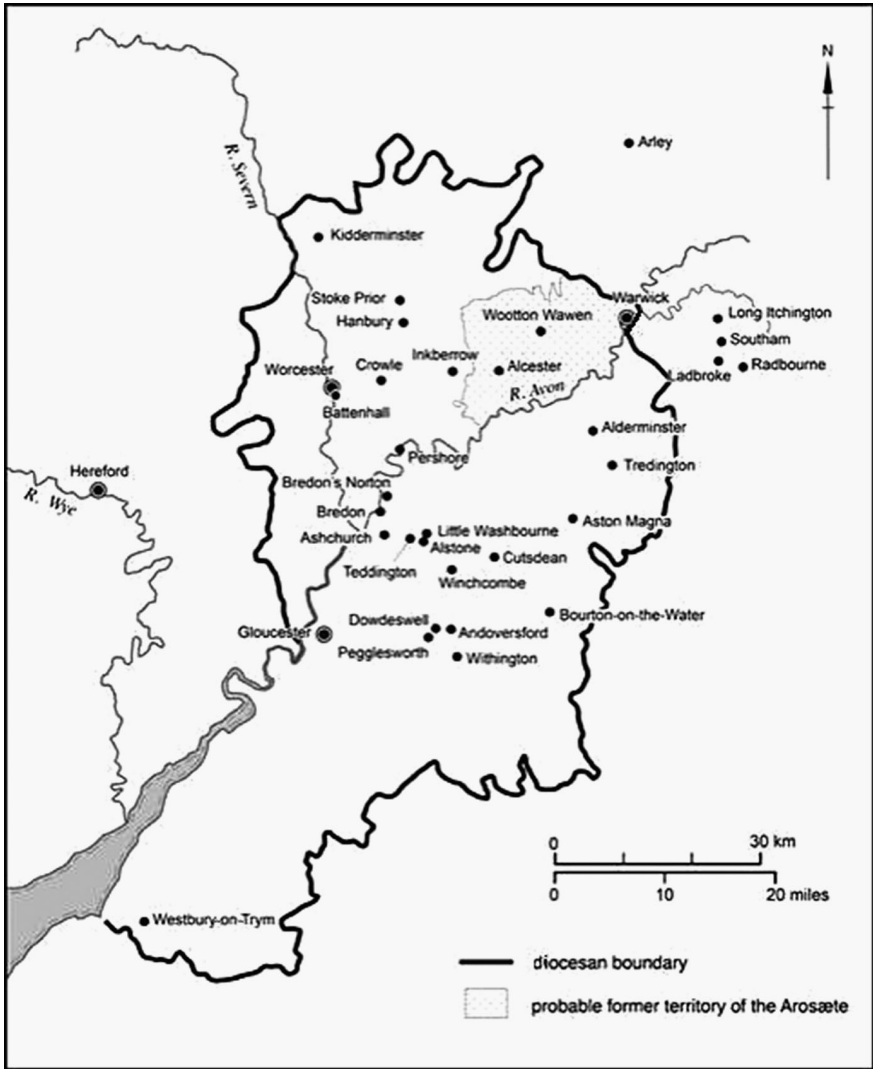 N
Arley
R. Severn
Kidderminster
Stoke Prior
Hanbury
Wootton Wawen
Warwick
Long Itchington
Southam
Ladbroke
Radbourne
Worcester
Crowle
Inkberrow
Alcester
R. Avon
Battenhall
Alderminster
Pershore
Tredington
Hereford
R. Wye
Bredon's Norton
Bredon
Aston Magna
Ashchurch
Little Washbourne
Alstone
Teddington
Cutsdean
Winchcombe
Bourton-on-the-Water
Dowdeswell
Gloucester
Andoversford
Pegglesworth
Withington
0 30 km
0 10 20 miles
Westbury-on-Trym
diocesan boundary
probable former territory of the Arosæte